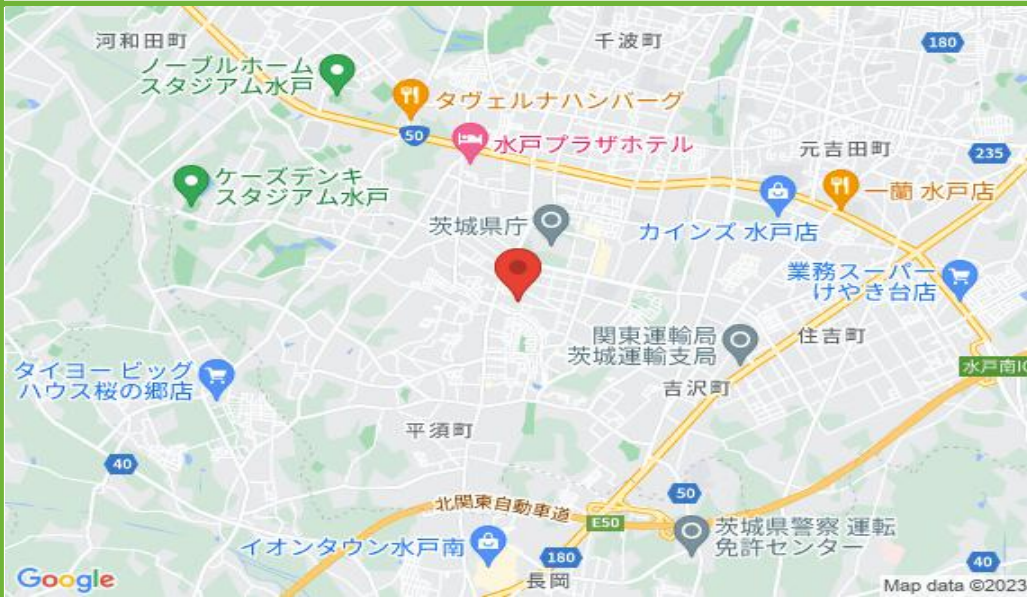 河和田町
千波町
180
ノーブルホーム
スタジアム水戸
タヴェルナハンバーグ
50
水戸プラザホテル
元吉田町
235
ケーズデンキ
スタジアム水戸
一蘭 水戸店
茨城県庁
カインズ 水戸店
業務スーパー
けやき台店
関東運輸局
茨城運輸支局
住吉町
タイヨー ビッグ
ハウス桜の郷店
水戸南IC
吉沢町
平須町
40
50
北関東自動車道
E50
茨城県警察 運転
免許センター
イオンタウン水戸南
180
40
長岡
Google
Map data ©2023